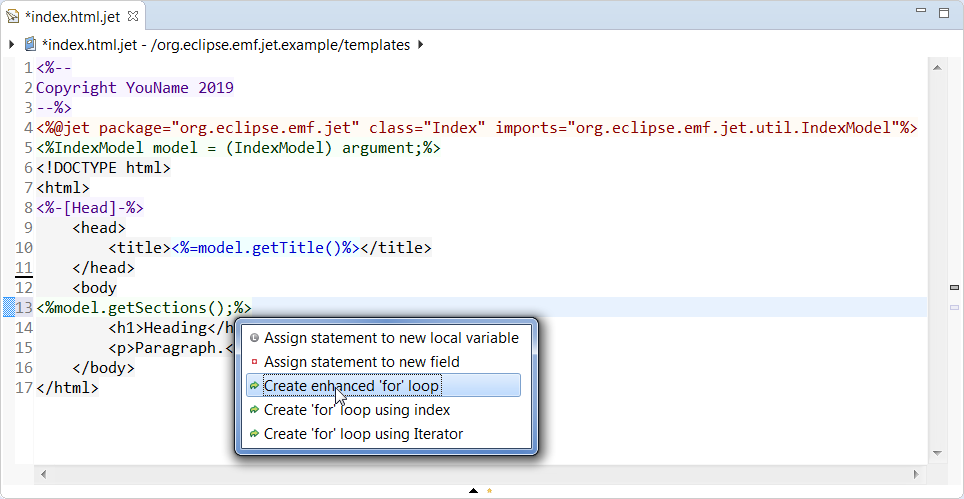 *index.html.jet
*index.html.jet - /org.eclipse.emf.jet.example/templates
1 <%--
2 Copyright YouName 2019
3 --%>
4 <%@jet package="org.eclipse.emf.jet" class="Index" imports="org.eclipse.emf.jet.util.IndexModel"%>
5 <%IndexModel model = (IndexModel) argument;%>
6 <!DOCTYPE html>
7 <html>
8 <%-[Head]-%>
9     <head>
10         <title><%=model.getTitle()%></title>
11     </head>
12     <body
13 <%model.getSections();%>
14         <h1>Heading</h
15         <p>Paragraph.<
16     </body>
17 </html>
Assign statement to new local variable
Assign statement to new field
Create enhanced 'for' loop
Create 'for' loop using index
Create 'for' loop using Iterator